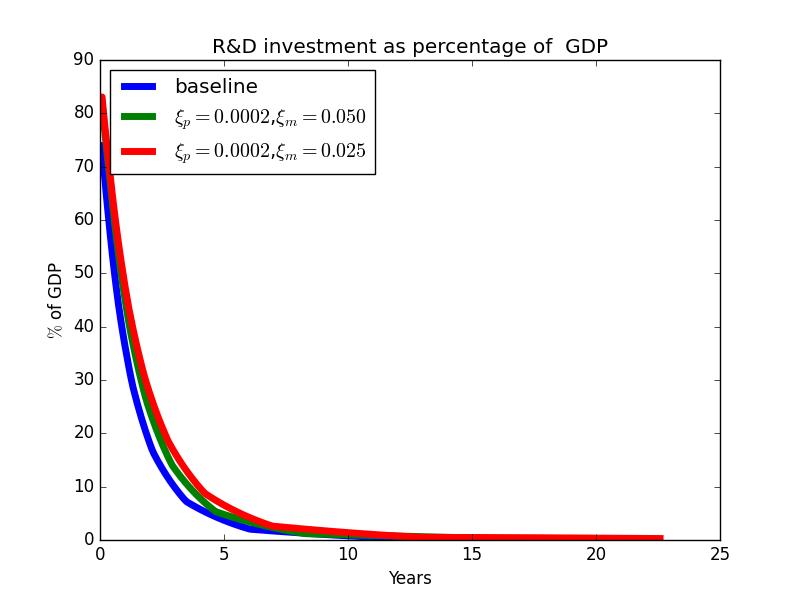 R&D investment as percentage of GDP
baseline
ξp = 0.0002,ξm = 0.050
ξp = 0.0002,ξm = 0.025
% of GDP
90
80
70
60
50
40
30
20
10
0
0 5 10 15 20 25
Years